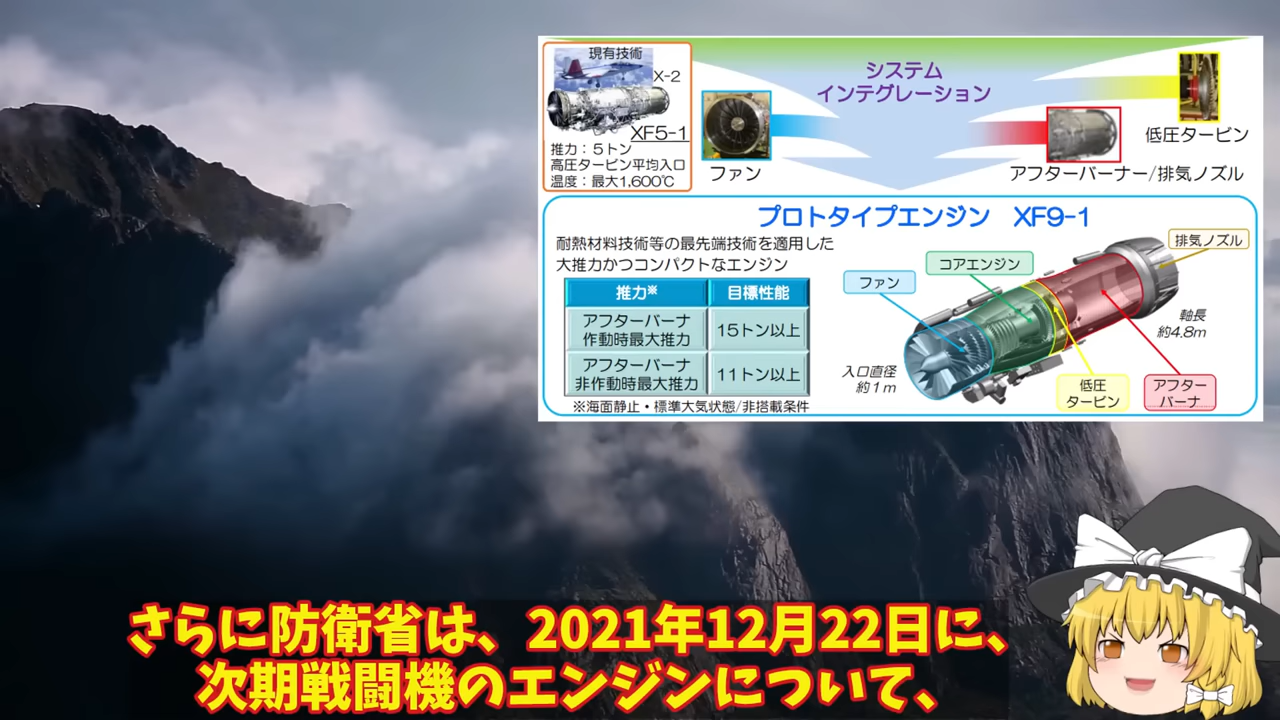 現有技術
X-2
XF5-1
推力：５トン
高圧タービン平均入口
温度：最大1,600℃
ファン
システム
インテグレーション
低圧タービン
アフターバーナー/排気ノズル
プロトタイプエンジン　XF9-1
耐熱材料技術等の最先端技術を適用した
大推力かつコンパクトなエンジン
推力※
目標性能
アフターバーナ
作動時最大推力
15トン以上
アフターバーナ
非作動時最大推力
11トン以上
※海面静止・標準大気状態/非搭載条件
ファン
コアエンジン
排気ノズル
軸長
約4.8m
入口直径
約１ｍ
低圧
タービン
アフター
バーナ
さらに防衛省は、2021年12月22日に、
次期戦闘機のエンジンについて、